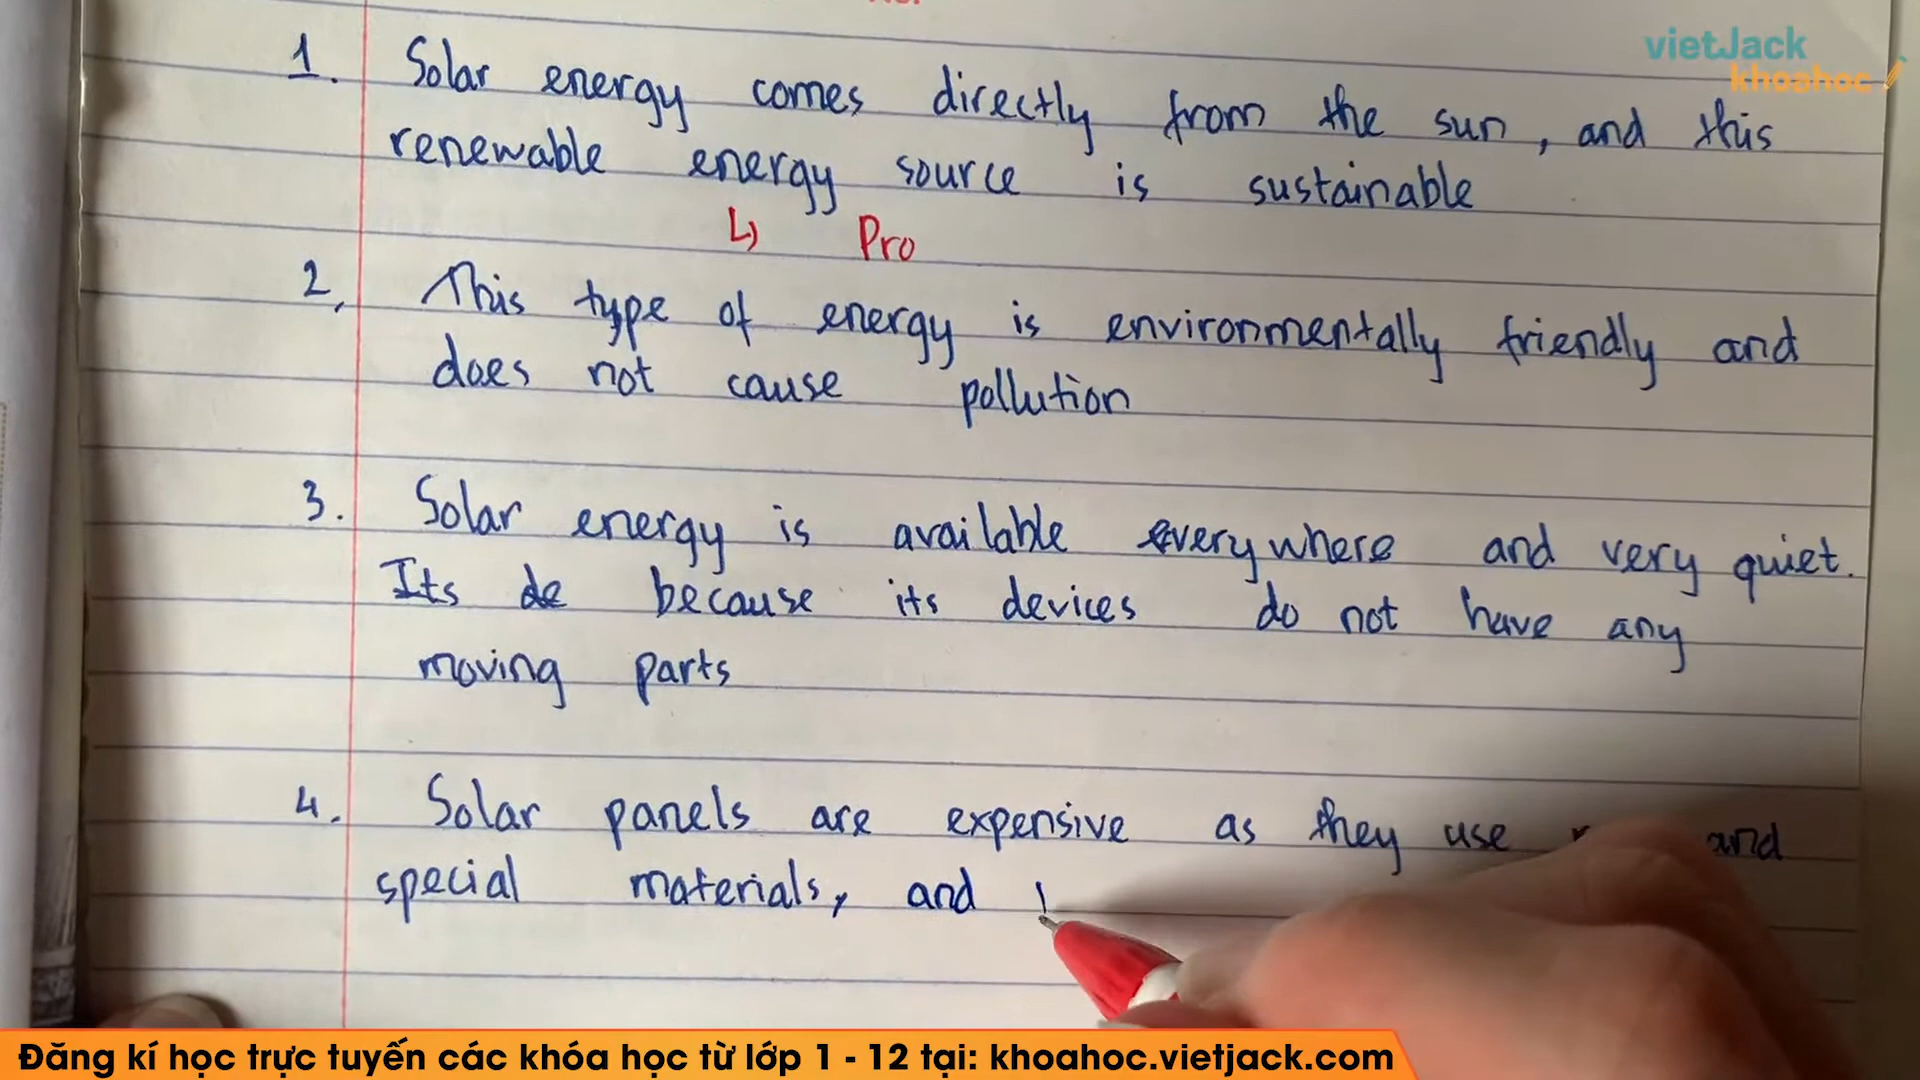 vietJack
khoahoc
1. Solar energy comes directly from the sun, and this
renewable energy source is sustainable
↳ Pro
2, This type of energy is environmentally friendly and
does not cause pollution
3. Solar energy is available everywhere and very quiet.
Its de because its devices do not have any
moving parts
4. Solar panels are expensive as they use and
special materials, and
Đăng kí học trực tuyến các khóa học từ lớp 1 - 12 tại: khoahoc.vietjack.com